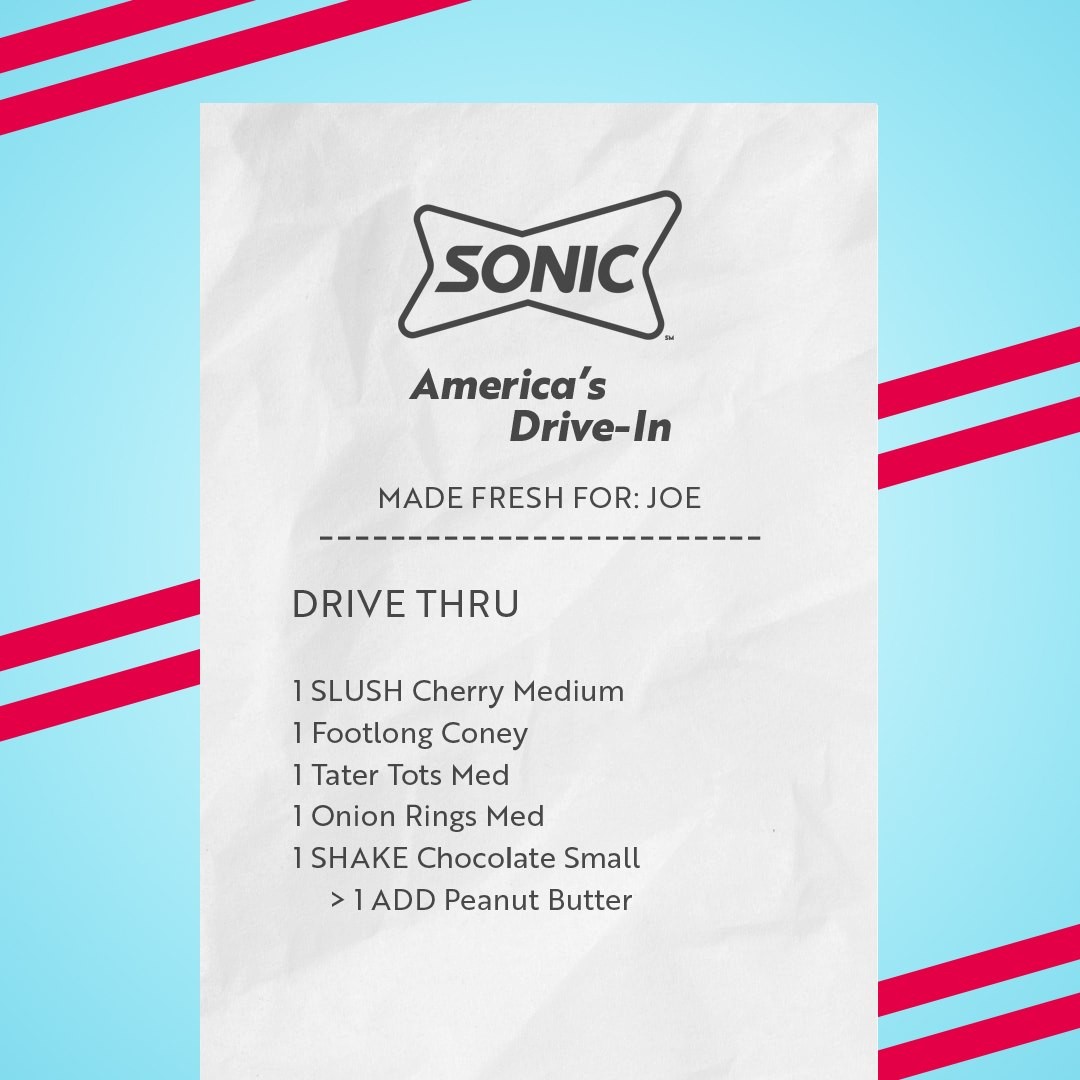 SONIC
SM
America's
Drive-In
MADE FRESH FOR: JOE
-------------------------
DRIVE THRU
1 SLUSH Cherry Medium
1 Footlong Coney
1 Tater Tots Med
1 Onion Rings Med
1 SHAKE Chocolate Small
> 1 ADD Peanut Butter